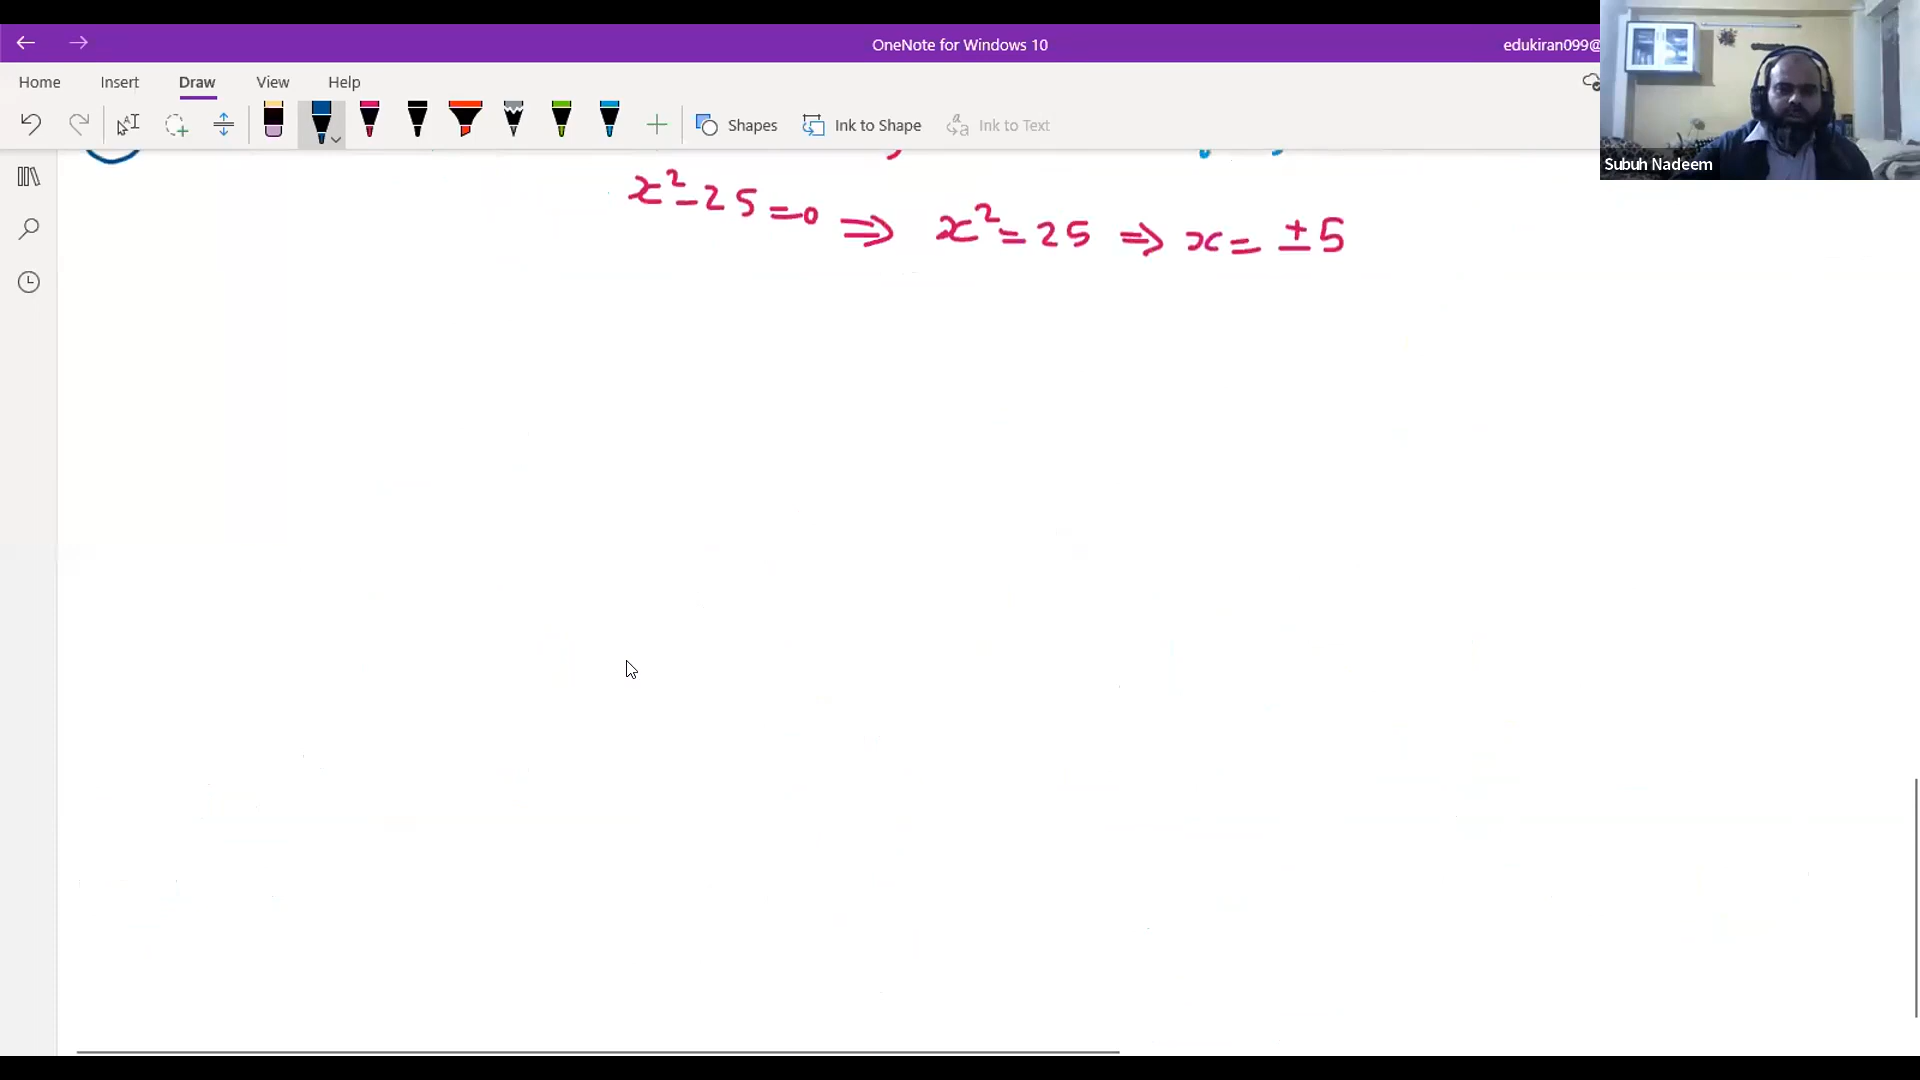 OneNote for Windows 10
edukiran099@
Home Insert Draw View Help
Shapes Ink to Shape Ink to Text
Subuh Nadeem
x² - 25 = 0 ⇒ x² = 25 ⇒ x = ± 5